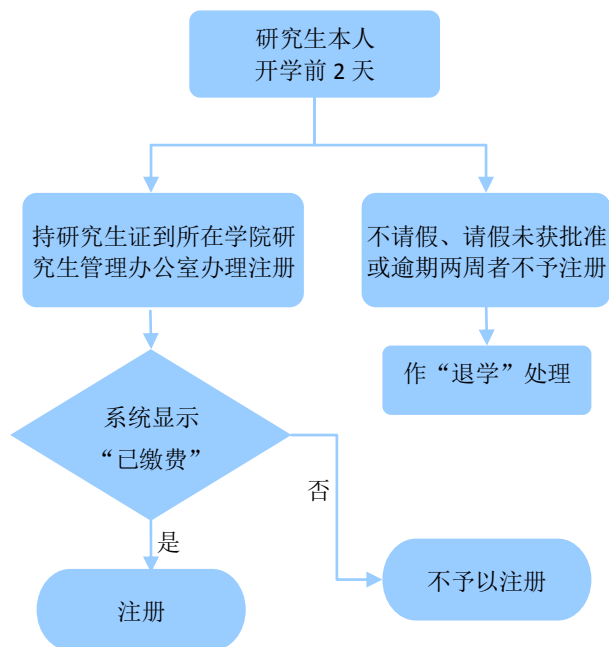 研究生本人
开学前 2 天
持研究生证到所在学院研
究生管理办公室办理注册
不请假、请假未获批准
或逾期两周者不予注册
作“退学”处理
系统显示
“已缴费”
否
是
注册
不予以注册